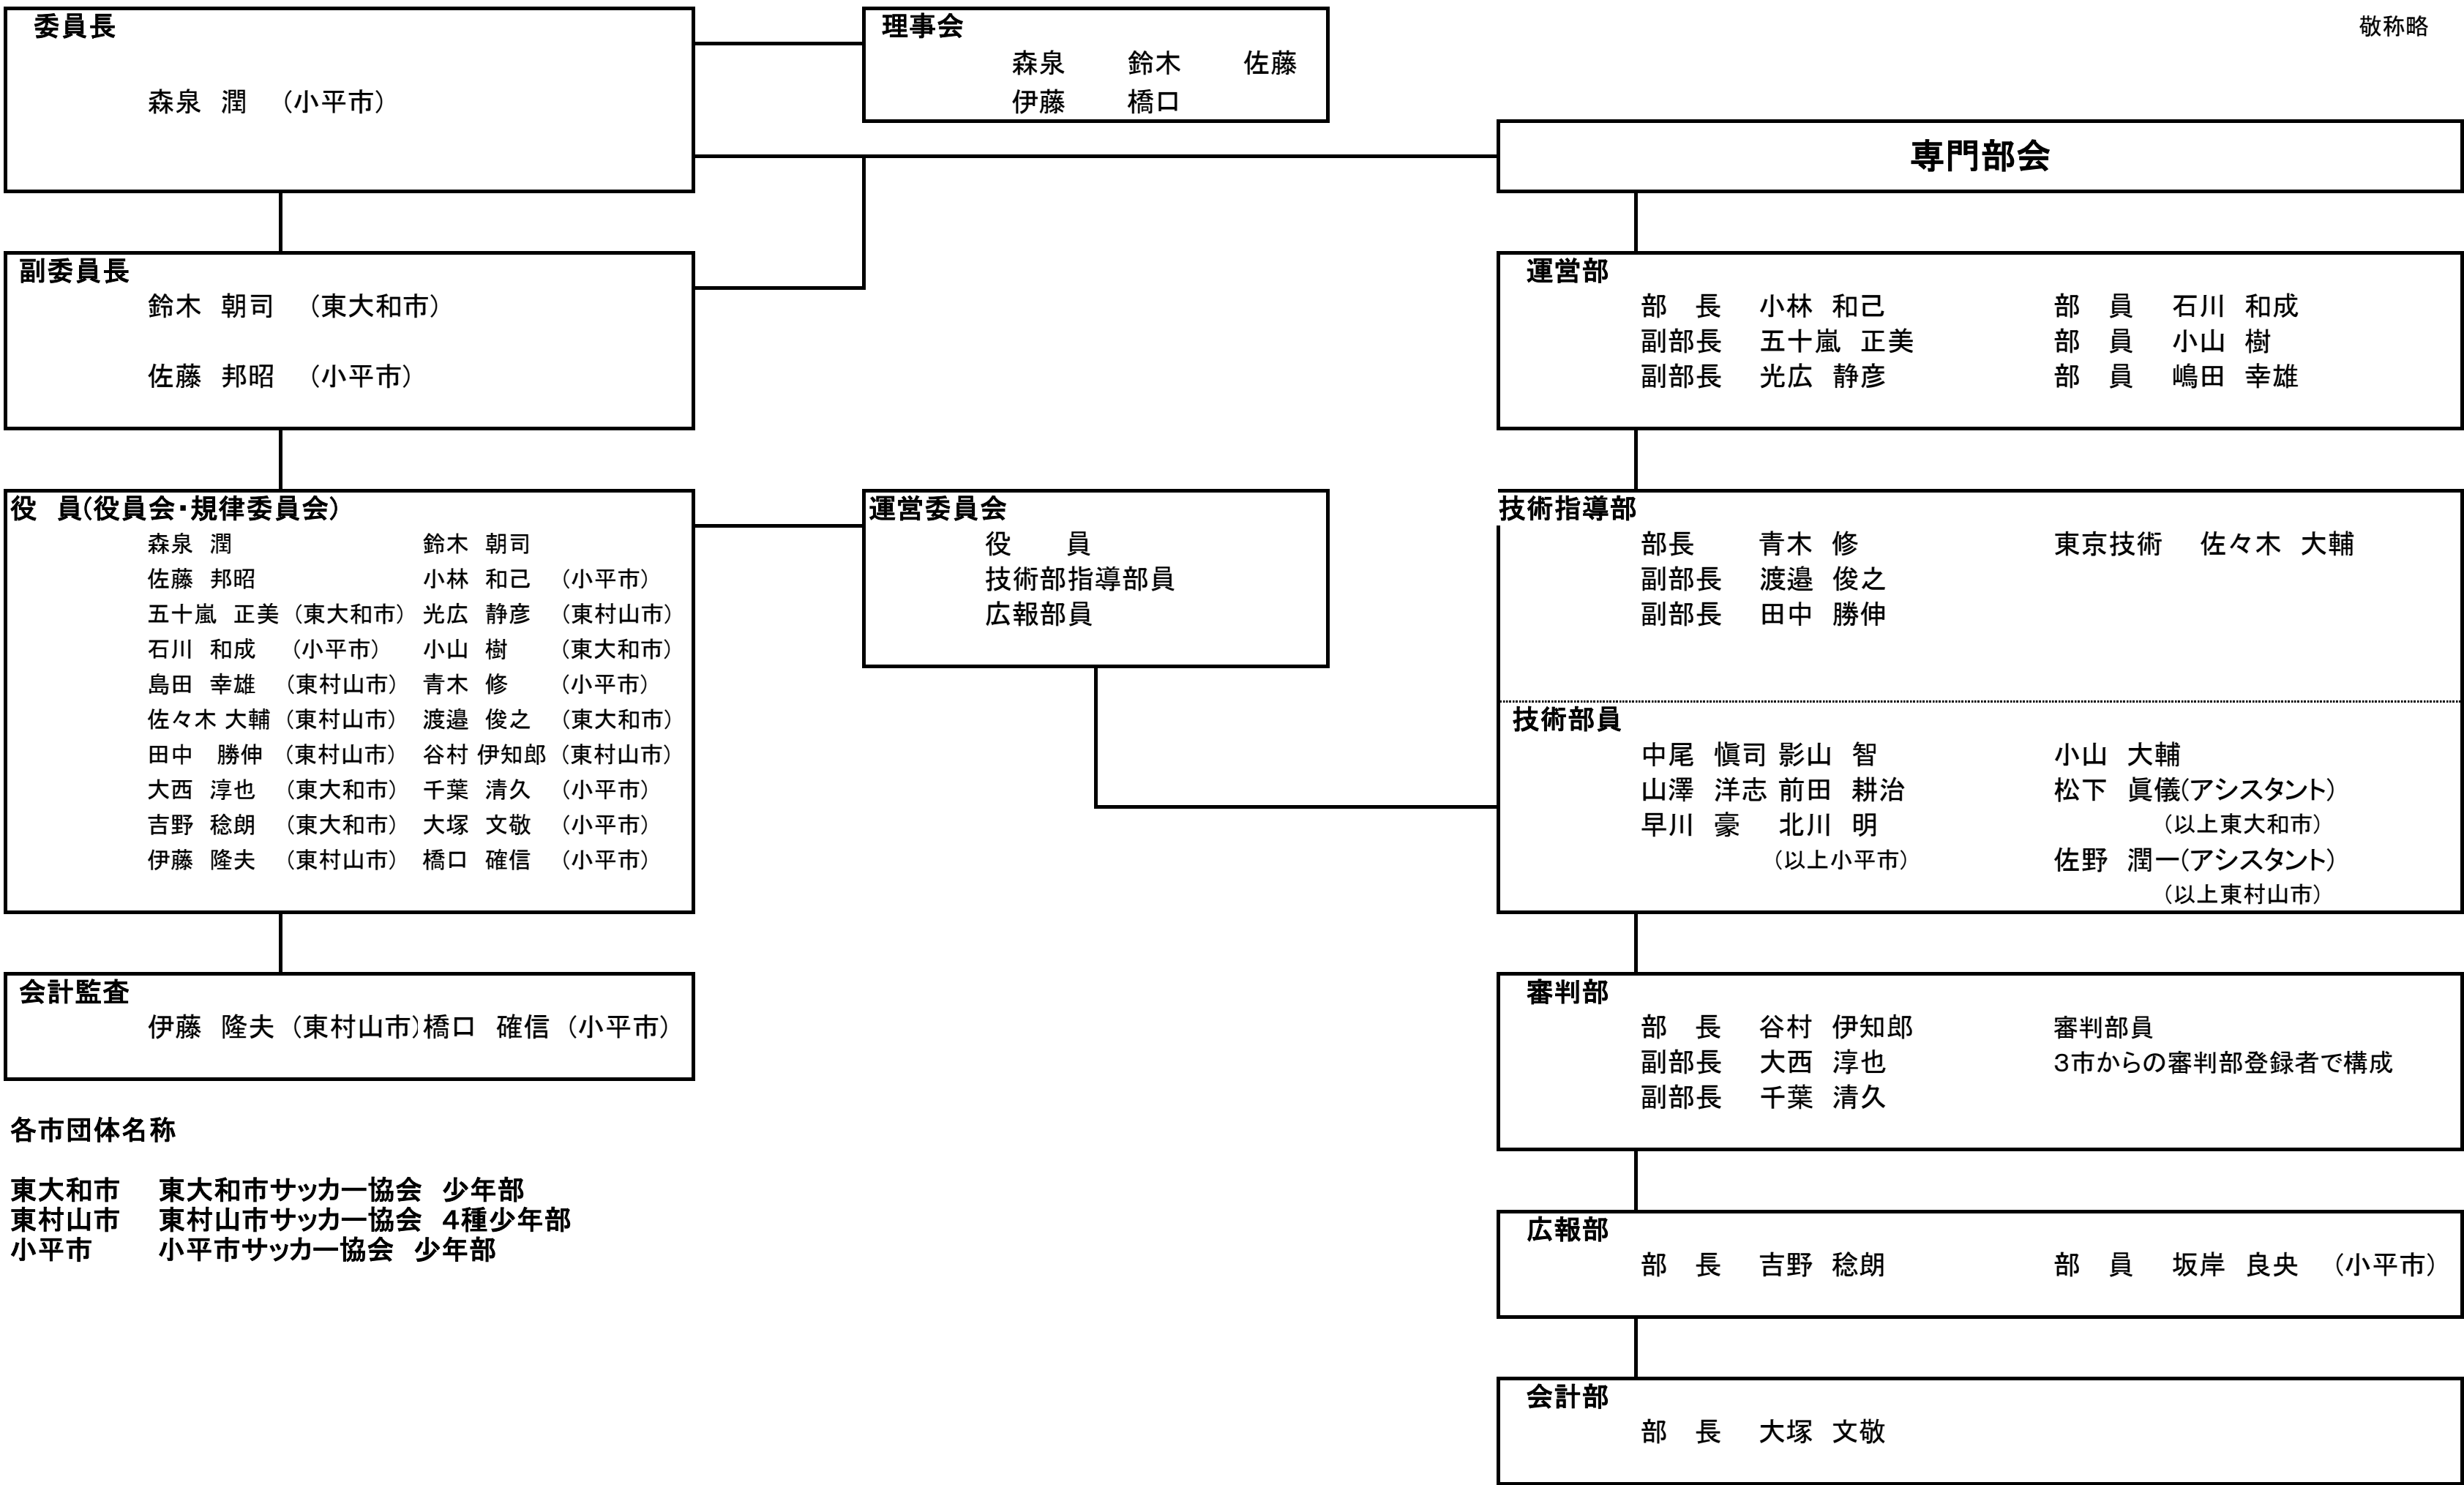 敬称略
委員長
森泉 潤 （小平市）
理事会
森泉 鈴木 佐藤
伊藤 橋口
副委員長
鈴木 朝司 （東大和市）
佐藤 邦昭 （小平市）
役 員（役員会・規律委員会）
森泉 潤 鈴木 朝司
佐藤 邦昭 小林 和己 （小平市）
五十嵐 正美（東大和市） 光広 静彦 （東村山市）
石川 和成 （小平市） 小山 樹 （東大和市）
島田 幸雄 （東村山市） 青木 修 （小平市）
佐々木 大輔（東村山市） 渡邉 俊之 （東大和市）
田中 勝伸 （東村山市） 谷村 伊知郎（東村山市）
大西 淳也 （東大和市） 千葉 清久 （小平市）
吉野 稔朗 （東大和市） 大塚 文敬 （小平市）
伊藤 隆夫 （東村山市） 橋口 確信 （小平市）
会計監査
伊藤 隆夫（東村山市）橋口 確信（小平市）
各市団体名称
東大和市 東大和市サッカー協会 少年部
東村山市 東村山市サッカー協会 ４種少年部
小平市 小平市サッカー協会 少年部
運営委員会
役 員
技術部指導部員
広報部員
専門部会
運営部
部 長 小林 和己 部 員 石川 和成
副部長 五十嵐 正美 部 員 小山 樹
副部長 光広 静彦 部 員 嶋田 幸雄
技術指導部
部長 青木 修 東京技術 佐々木 大輔
副部長 渡邉 俊之
副部長 田中 勝伸
技術部員
中尾 愼司 影山 智 小山 大輔
山澤 洋志 前田 耕治 松下 眞儀（アシスタント）
早川 豪 北川 明 （以上東大和市）
（以上小平市） 佐野 潤一（アシスタント）
（以上東村山市）
審判部
部 長 谷村 伊知郎 審判部員
副部長 大西 淳也 ３市からの審判部登録者で構成
副部長 千葉 清久
広報部
部 長 吉野 稔朗 部 員 坂岸 良央 （小平市）
会計部
部 長 大塚 文敬